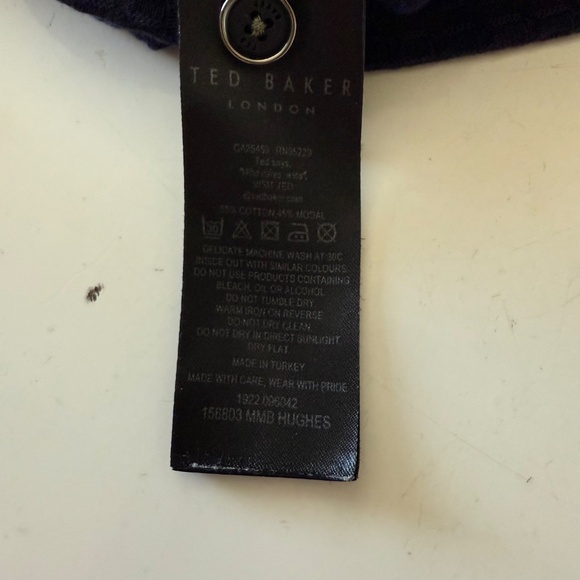 TED BAKER
LONDON
Ted says,
COTTON 45% MODAL
30
DELICATE MACHINE WASH AT 30C
INSIDE OUT WITH SIMILAR COLOURS.
DO NOT USE PRODUCTS CONTAINING
BLEACH, OIL OR ALCOHOL
DO NOT TUMBLE DRY
WARM IRON ON REVERSE
DO NOT DRY CLEAN
DO NOT DRY IN DIRECT SUNLIGHT
DRY FLAT
MADE IN TURKEY
MADE WITH CARE, WEAR WITH PRIDE
1922 096042
156803 MMB HUGHES